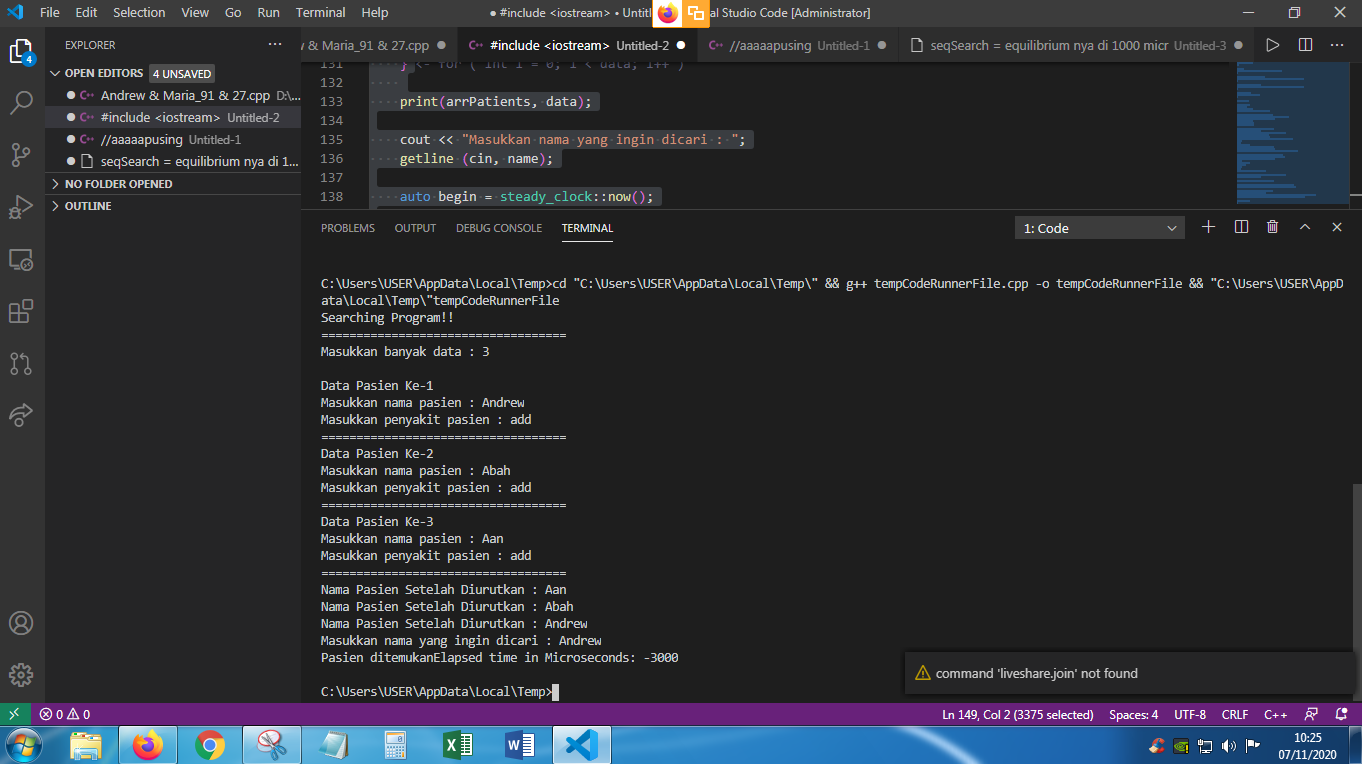 File Edit Selection View Go Run Terminal Help
● #include <iostream> • Untitl al Studio Code [Administrator]
EXPLORER
& Maria_91 & 27.cpp
#include <iostream> Untitled-2
//aaaaapusing Untitled-1
seqSearch = equilibrium nya di 1000 micr Untitled-3
4
OPEN EDITORS 4 UNSAVED
Andrew & Maria_91 & 27.cpp D:\...
#include <iostream> Untitled-2
//aaaaapusing Untitled-1
seqSearch = equilibrium nya di 1...
NO FOLDER OPENED
OUTLINE
131 } <- for ( int i = 0; i < data; i++ )
132
133 print(arrPatients, data);
134
135 cout << "Masukkan nama yang ingin dicari : ";
136 getline (cin, name);
137
138 auto begin = steady_clock::now();
PROBLEMS OUTPUT DEBUG CONSOLE TERMINAL
1: Code
C:\Users\USER\AppData\Local\Temp>cd "C:\Users\USER\AppData\Local\Temp\" && g++ tempCodeRunnerFile.cpp -o tempCodeRunnerFile && "C:\Users\USER\AppD
ata\Local\Temp\"tempCodeRunnerFile
Searching Program!!
===================================
Masukkan banyak data : 3
Data Pasien Ke-1
Masukkan nama pasien : Andrew
Masukkan penyakit pasien : add
===================================
Data Pasien Ke-2
Masukkan nama pasien : Abah
Masukkan penyakit pasien : add
===================================
Data Pasien Ke-3
Masukkan nama pasien : Aan
Masukkan penyakit pasien : add
===================================
Nama Pasien Setelah Diurutkan : Aan
Nama Pasien Setelah Diurutkan : Abah
Nama Pasien Setelah Diurutkan : Andrew
Masukkan nama yang ingin dicari : Andrew
Pasien ditemukanElapsed time in Microseconds: -3000
C:\Users\USER\AppData\Local\Temp>
command 'liveshare.join' not found
0 0
Ln 149, Col 2 (3375 selected) Spaces: 4 UTF-8 CRLF C++
10:25
07/11/2020